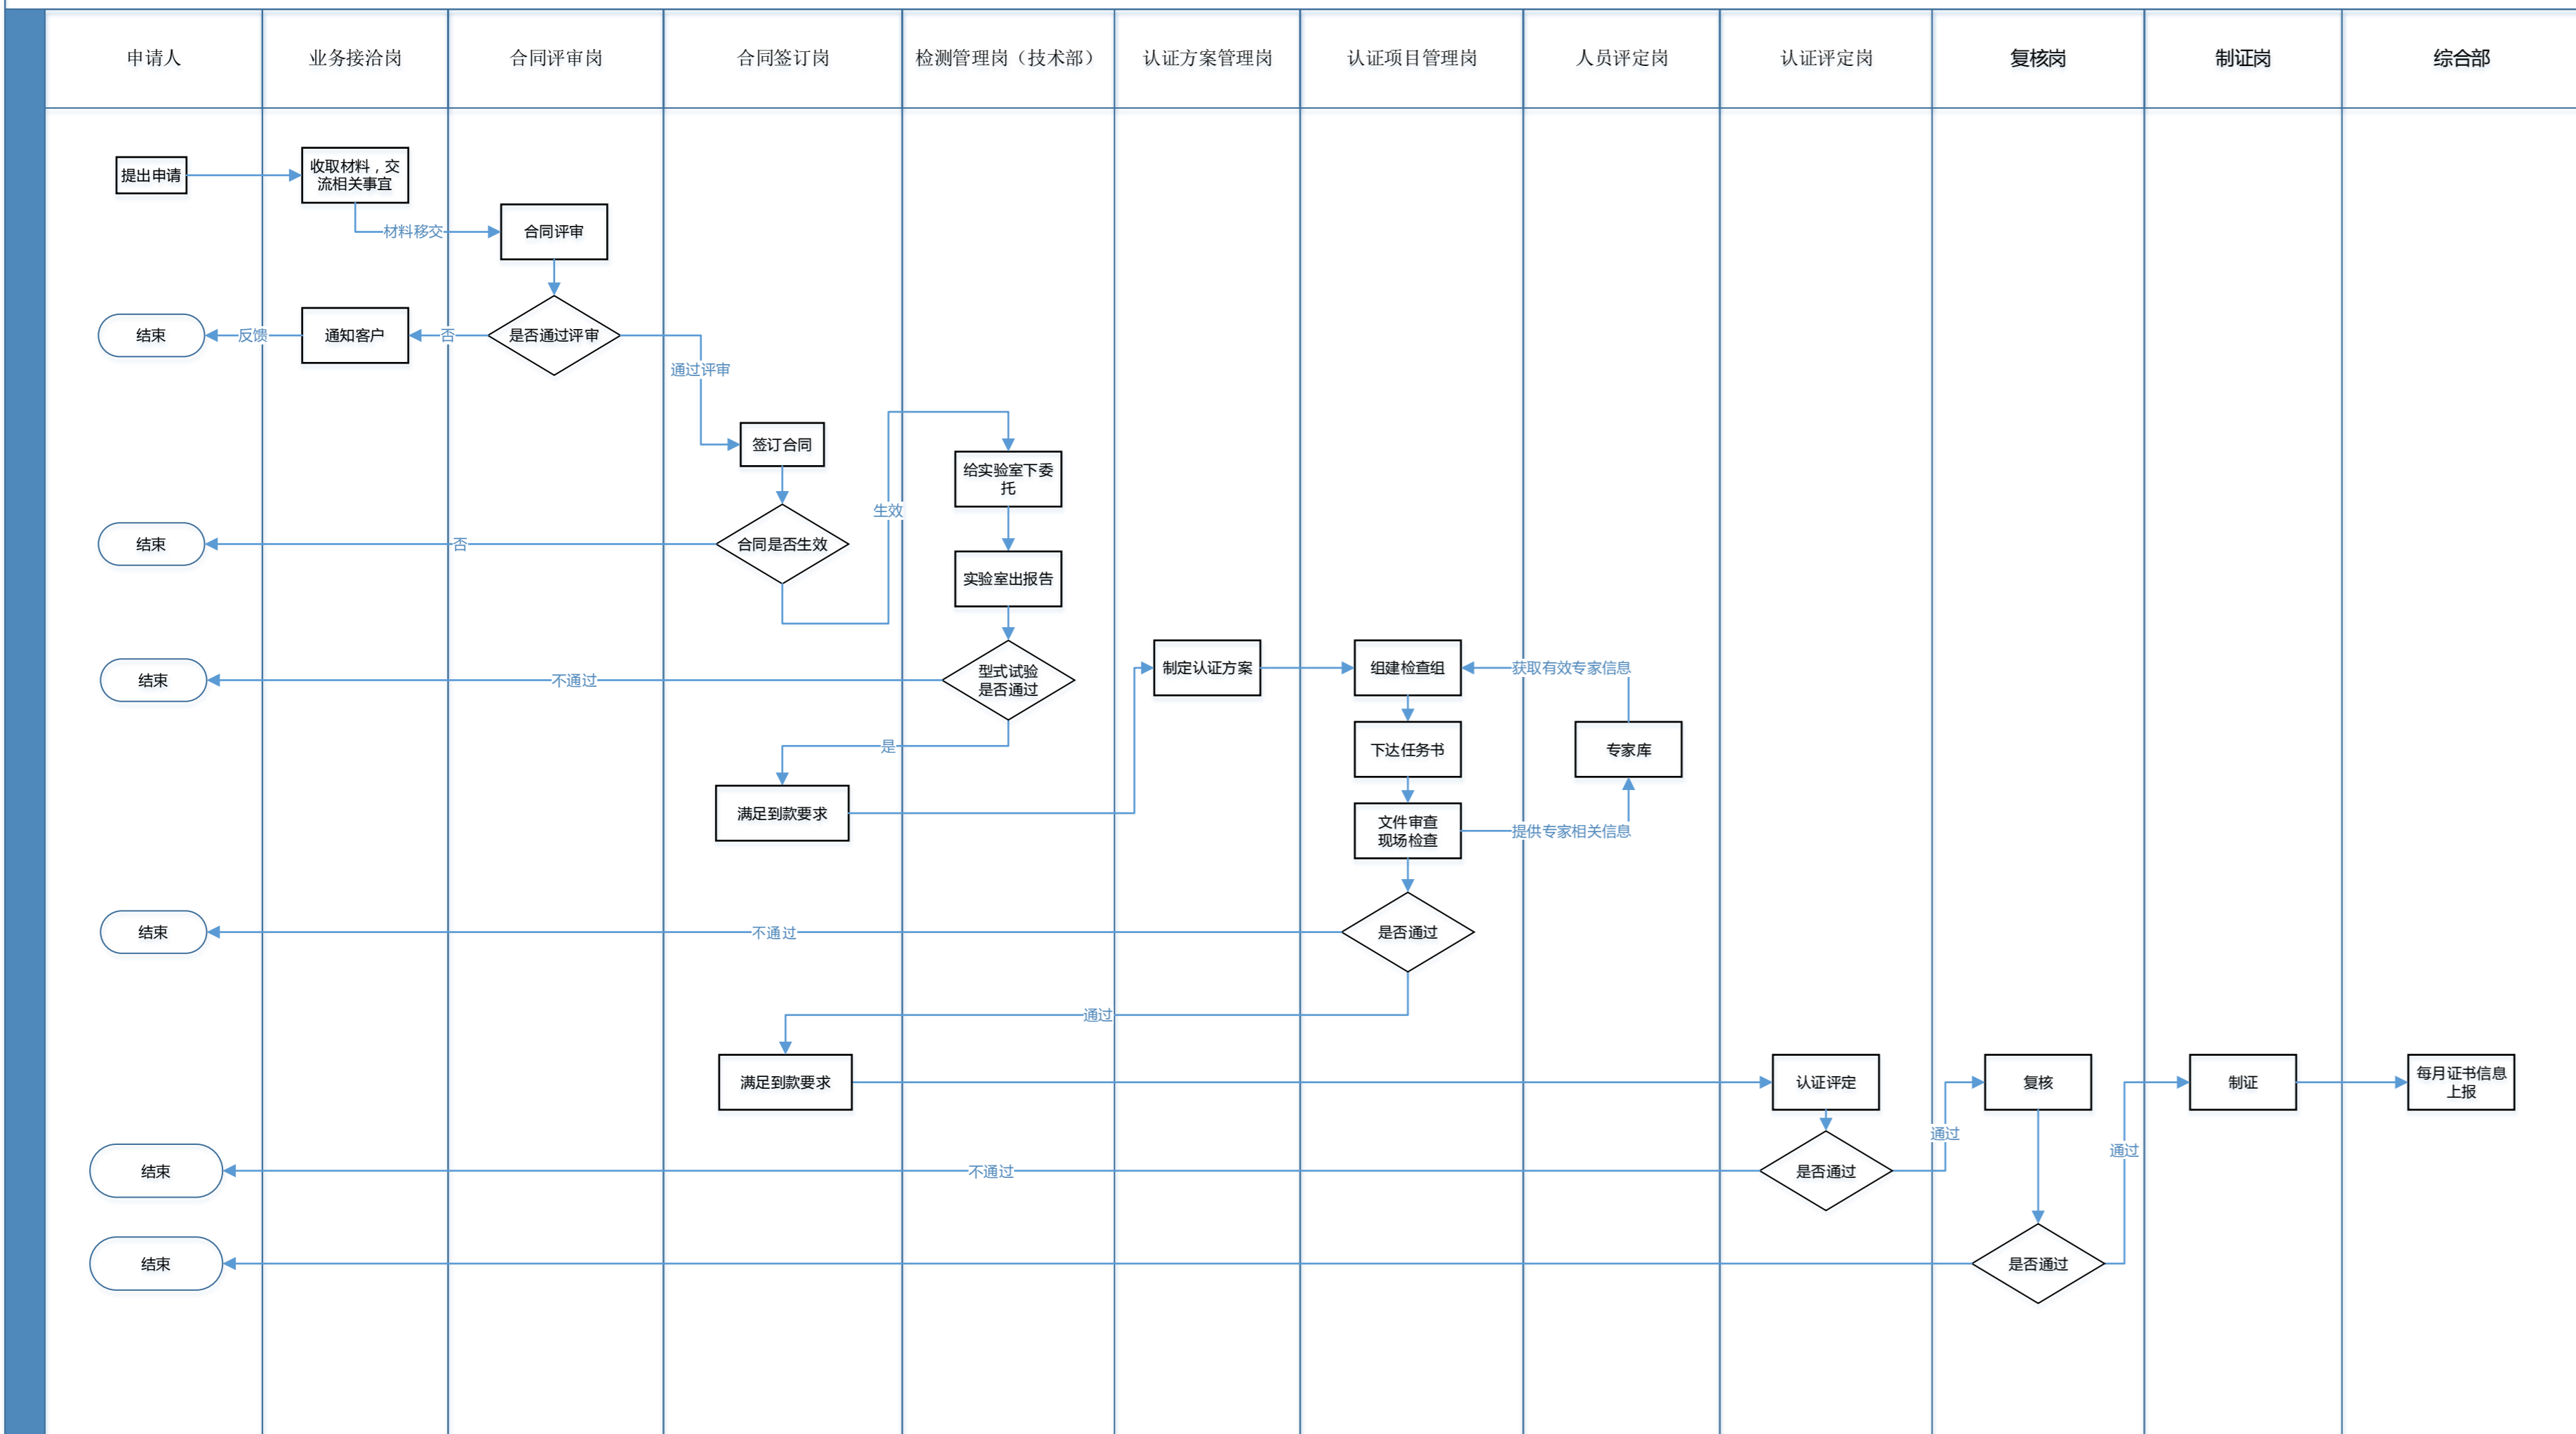 申请人
业务接洽岗
合同评审岗
合同签订岗
检测管理岗（技术部）
认证方案管理岗
认证项目管理岗
人员评定岗
认证评定岗
复核岗
制证岗
综合部
提出申请
收取材料，交
流相关事宜
材料移交
合同评审
结束
反馈
通知客户
否
是否通过评审
通过评审
签订合同
给实验室下委
托
生效
结束
否
合同是否生效
实验室出报告
结束
不通过
型式试验
是否通过
制定认证方案
组建检查组
获取有效专家信息
是
下达任务书
专家库
满足到款要求
文件审查
现场检查
提供专家相关信息
结束
不通过
是否通过
通过
满足到款要求
认证评定
复核
制证
每月证书信息
上报
通过
通过
结束
不通过
是否通过
结束
是否通过